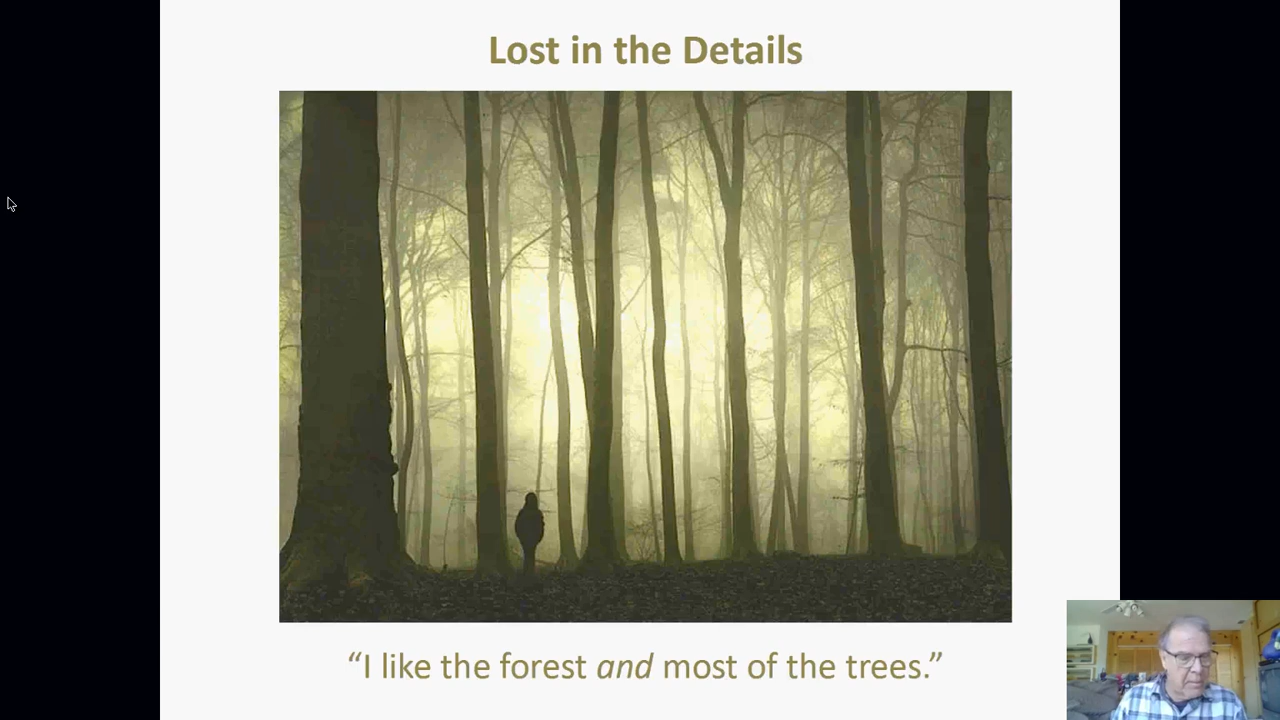 Lost in the Details
“I like the forest and most of the trees.”